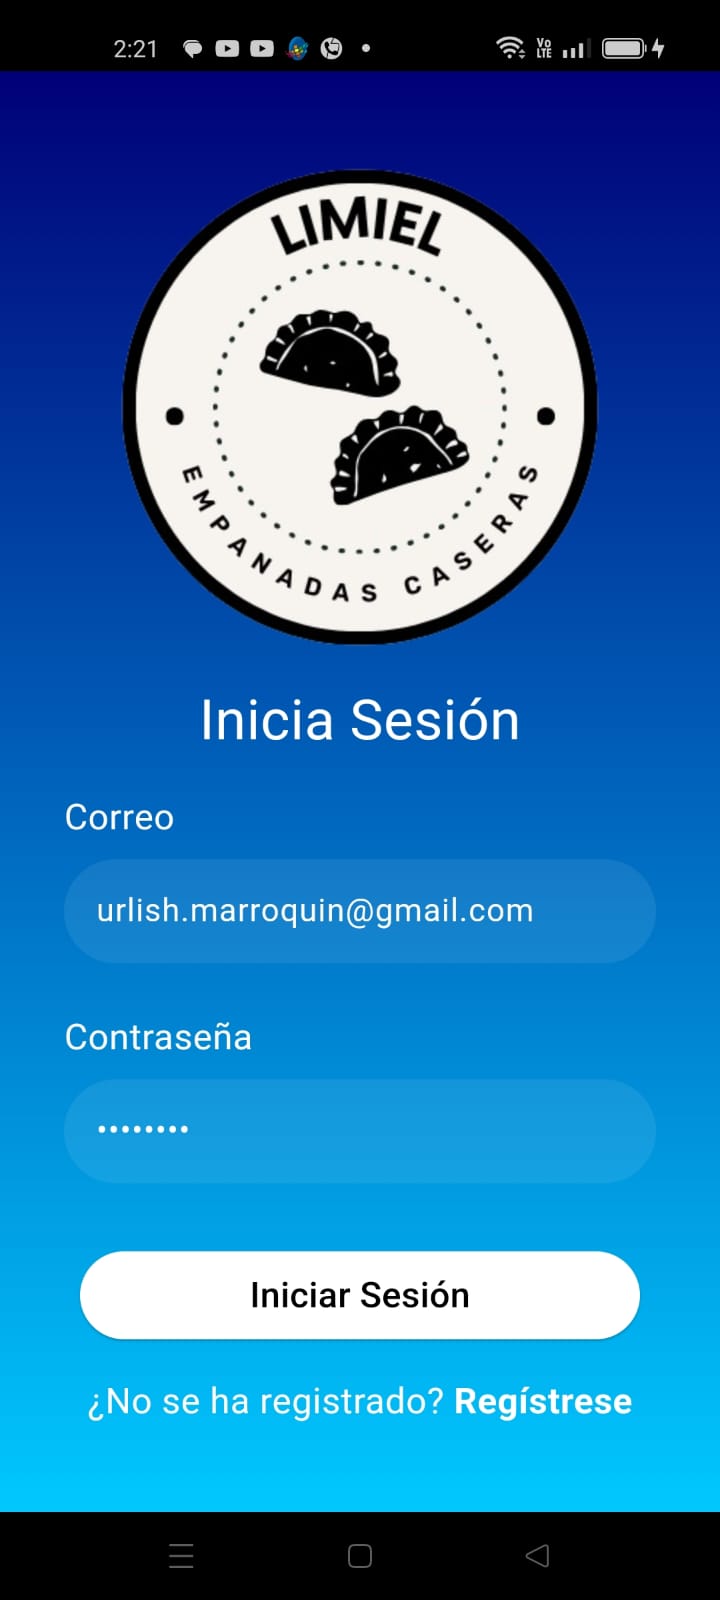 2:21
Vo
LTE
LIMIEL
EMPANADAS CASERAS
Inicia Sesión
Correo
urlish.marroquin@gmail.com
Contraseña
••••••••
Iniciar Sesión
¿No se ha registrado? Regístrese